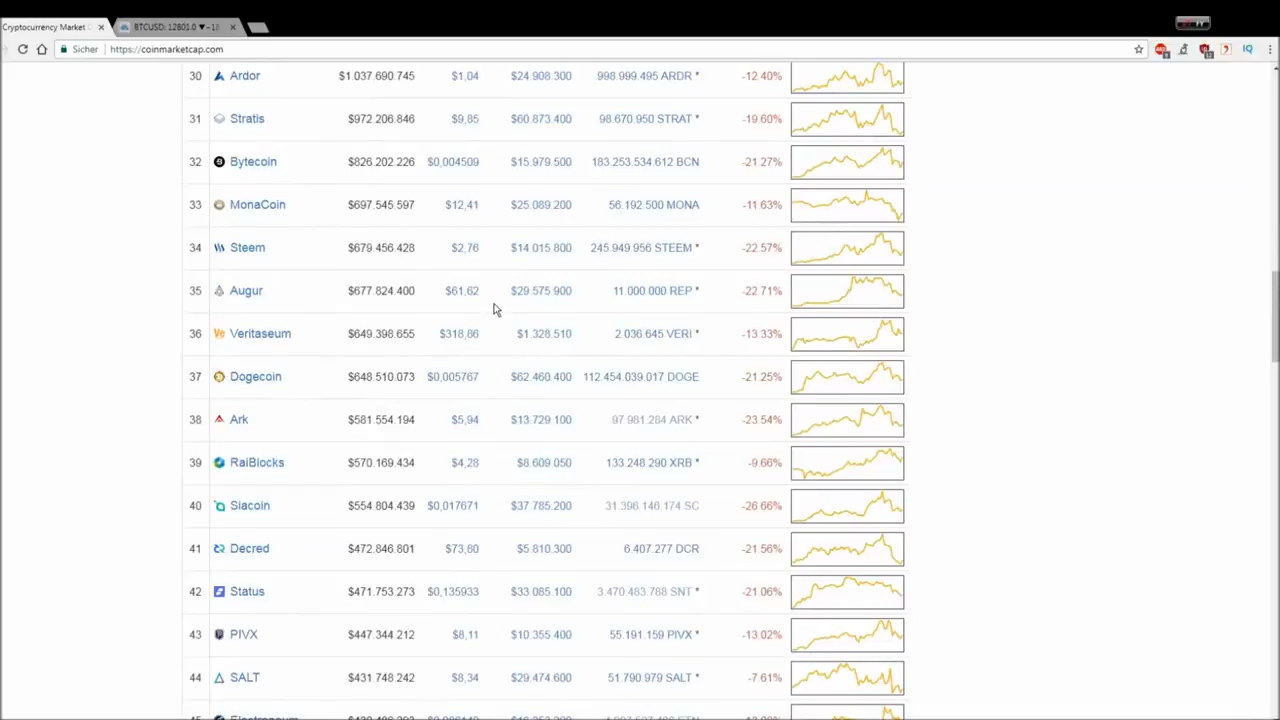 Cryptocurrency Market
BTCUSD: 12801.0 ▼−1
Sicher https://coinmarketcap.com
30 Ardor $1.037.690.745 $1,04 $24 908.300 998.999.495 ARDR * -12.40%
31 Stratis $972.206.846 $9,85 $60 873.400 98.670.950 STRAT * -19.60%
32 Bytecoin $826 202.226 $0,004509 $15 979.500 183.253.534.612 BCN -21.27%
33 MonaCoin $697.545.597 $12,41 $25 089.200 56.192.500 MONA -11.63%
34 Steem $679.456.428 $2,76 $14 015.800 245.949.956 STEEM * -22.57%
35 Augur $677.824.400 $61,62 $29.575.900 11 000.000 REP * -22.71%
36 Veritaseum $649.398.655 $318,86 $1.328.510 2.036.645 VERI * -13.33%
37 Dogecoin $648.510.073 $0,005767 $62.460.400 112.454.039.017 DOGE -21.25%
38 Ark $581.554.194 $5,94 $13.729.100 97.981.284 ARK * -23.54%
39 RaiBlocks $570.169.434 $4,28 $8.609.050 133.248.290 XRB * -9.66%
40 Siacoin $554.804.439 $0,017671 $37.785.200 31.396.146.174 SC -26.66%
41 Decred $472.846.801 $73,80 $5.810.300 6.407.277 DCR -21.56%
42 Status $471.753.273 $0,135933 $33.085.100 3.470.483.788 SNT * -21.06%
43 PIVX $447.344.212 $8,11 $10.355.400 55.191.159 PIVX * -13.02%
44 SALT $431.748.242 $8,34 $29.474.600 51.790.979 SALT * -7.61%